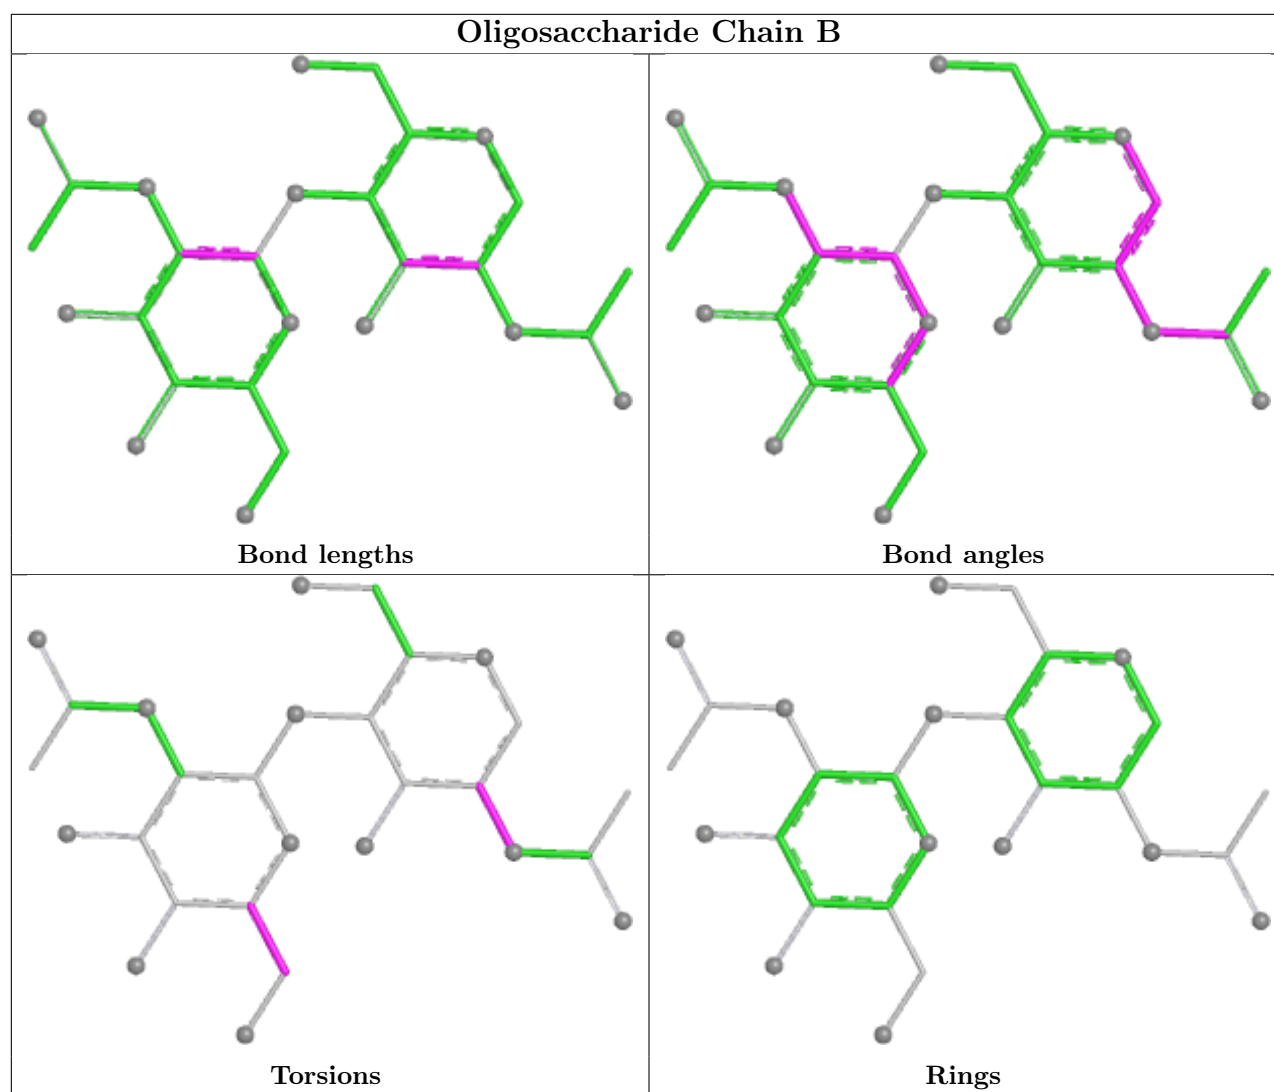 Oligosaccharide Chain B
Bond lengths
Bond angles
Torsions
Rings